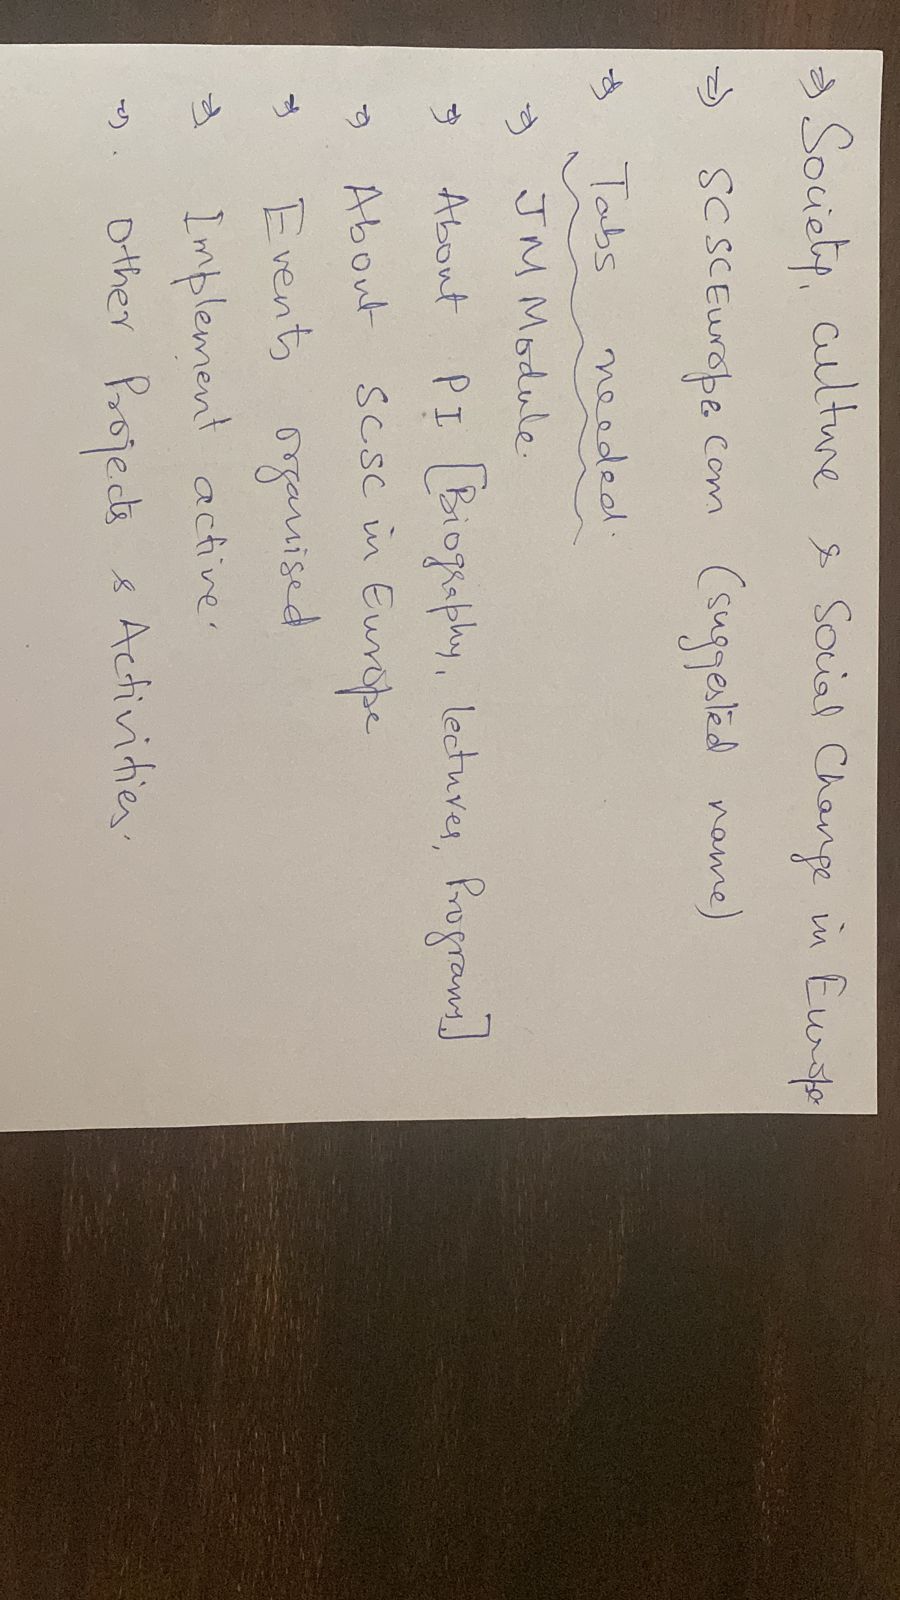 ⇒ Society, culture & Social Change in Europe
⇒ SCSCEurope.com (suggested name)
⇒ Tabs needed.
⇒ JM Module.
⇒ About PI [Biography, lectures, Programs]
⇒ About SCSC in Europe
⇒ Events organised
⇒ Implement active.
⇒ Other Projects & Activities.